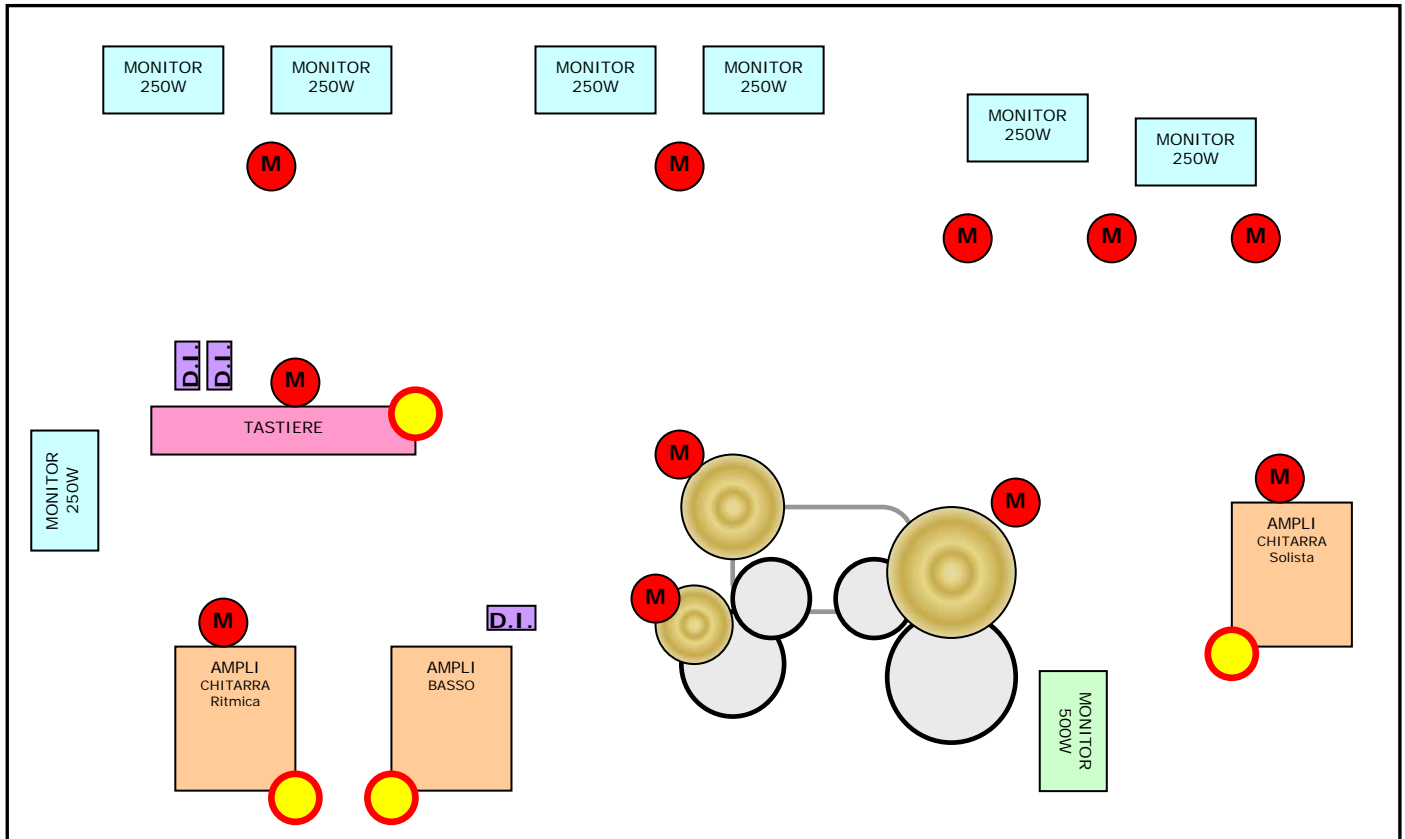 MONITOR
250W
MONITOR
250W
MONITOR
250W
MONITOR
250W
MONITOR
250W
MONITOR
250W
M
M
M
M
M
D.I.
D.I.
M
TASTIERE
MONITOR
250W
M
M
M
AMPLI
CHITARRA
Solista
M
M
D.I.
AMPLI
CHITARRA
Ritmica
AMPLI
BASSO
MONITOR
500W